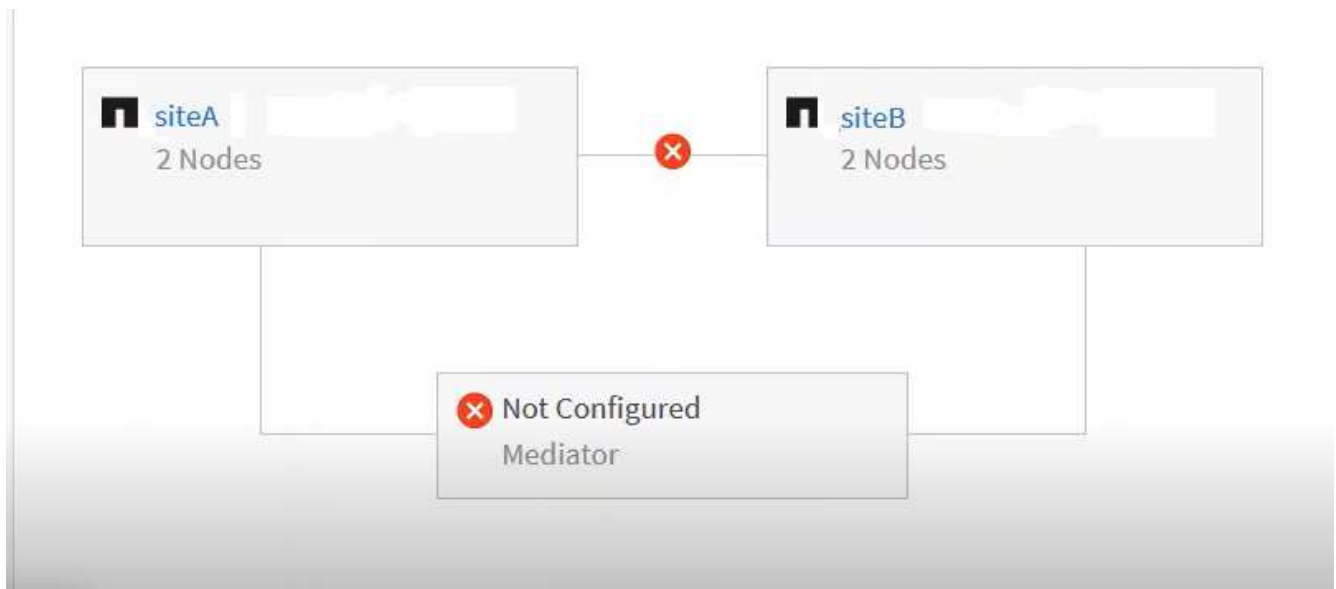 siteA
2 Nodes
siteB
2 Nodes
Not Configured
Mediator